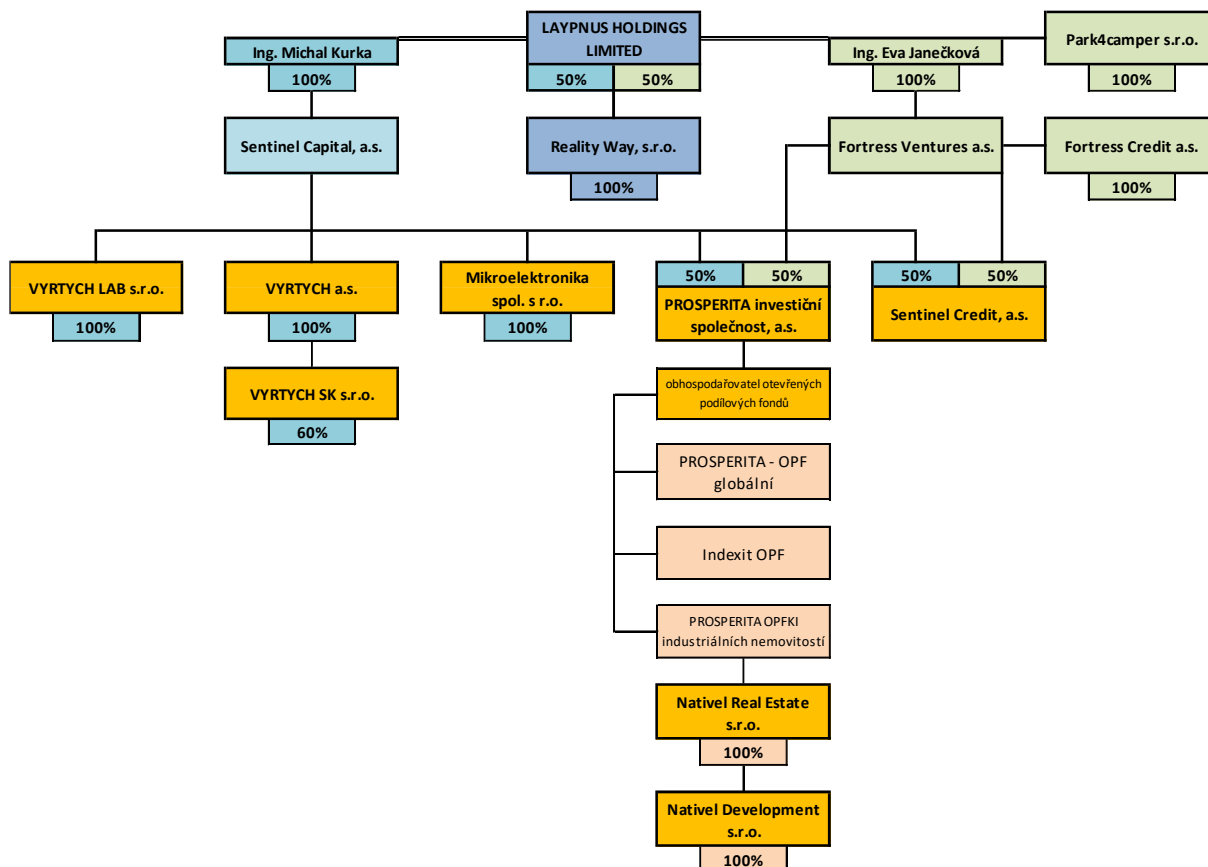 LAYPNUS HOLDINGS
LIMITED
50%
50%
Ing. Michal Kurka
100%
Ing. Eva Janečková
100%
Park4camper s.r.o.
100%
Sentinel Capital, a.s.
Reality Way, s.r.o.
100%
Fortress Ventures a.s.
Fortress Credit a.s.
100%
VYRTYCH LAB s.r.o.
100%
VYRTYCH a.s.
100%
Mikroelektronika
spol. s r.o.
100%
50%
50%
PROSPERITA investiční
společnost, a.s.
50%
50%
Sentinel Credit, a.s.
VYRTYCH SK s.r.o.
60%
obhospodařovatel otevřených
podílových fondů
PROSPERITA - OPF
globální
Indexit OPF
PROSPERITA OPFKI
industriálních nemovitostí
Nativel Real Estate
s.r.o.
100%
Nativel Development
s.r.o.
100%